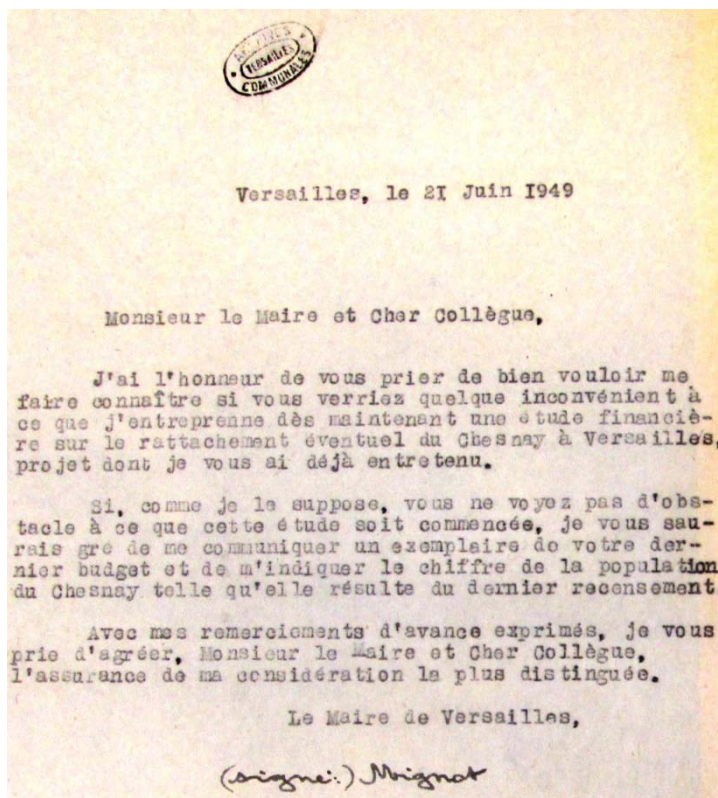 ARCHIVES
VERSAILLES
COMMUNALES
Versailles, le 2I Juin I949
Monsieur le Maire et Cher Collègue,
J'ai l'honneur de vous prier de bien vouloir me
faire connaître si vous verriez quelque inconvénient à
ce que j'entreprenne dès maintenant une étude financiè-
re sur le rattachement éventuel du Chesnay à Versailles,
projet dont je vous ai déjà entretenu.
Si, comme je le suppose, vous ne voyez pas d'obs-
tacle à ce que cette étude soit commencée, je vous sau-
rais gré de me communiquer un exemplaire de votre der-
nier budget et de m'indiquer le chiffre de la population
du Chesnay telle qu'elle résulte du dernier recensement
Avec mes remerciements d'avance exprimés, je vous
prie d'agréer, Monsieur le Maire et Cher Collègue,
l'assurance de ma considération la plus distinguée.
Le Maire de Versailles,
(signé:) Mignot